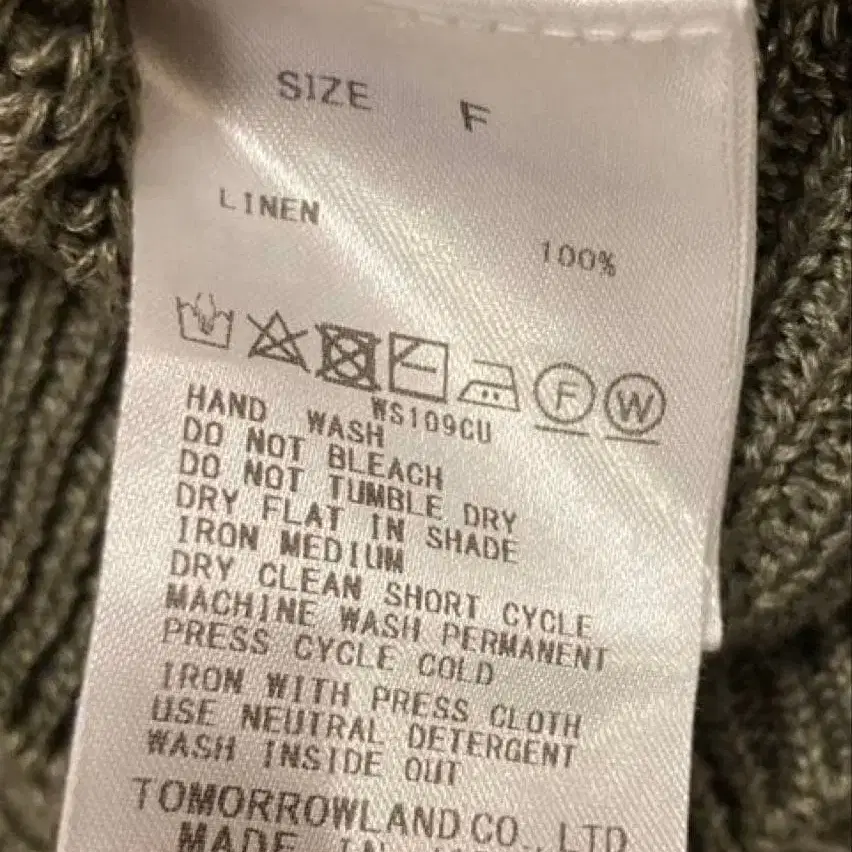 SIZE F
LINEN
100%
F W
WS109CU
HAND WASH
DO NOT BLEACH
DO NOT TUMBLE DRY
DRY FLAT IN SHADE
IRON MEDIUM
DRY CLEAN SHORT CYCLE
MACHINE WASH PERMANENT
PRESS CYCLE COLD
IRON WITH PRESS CLOTH
USE NEUTRAL DETERGENT
WASH INSIDE OUT
TOMORROWLAND CO., LTD
MADE IN